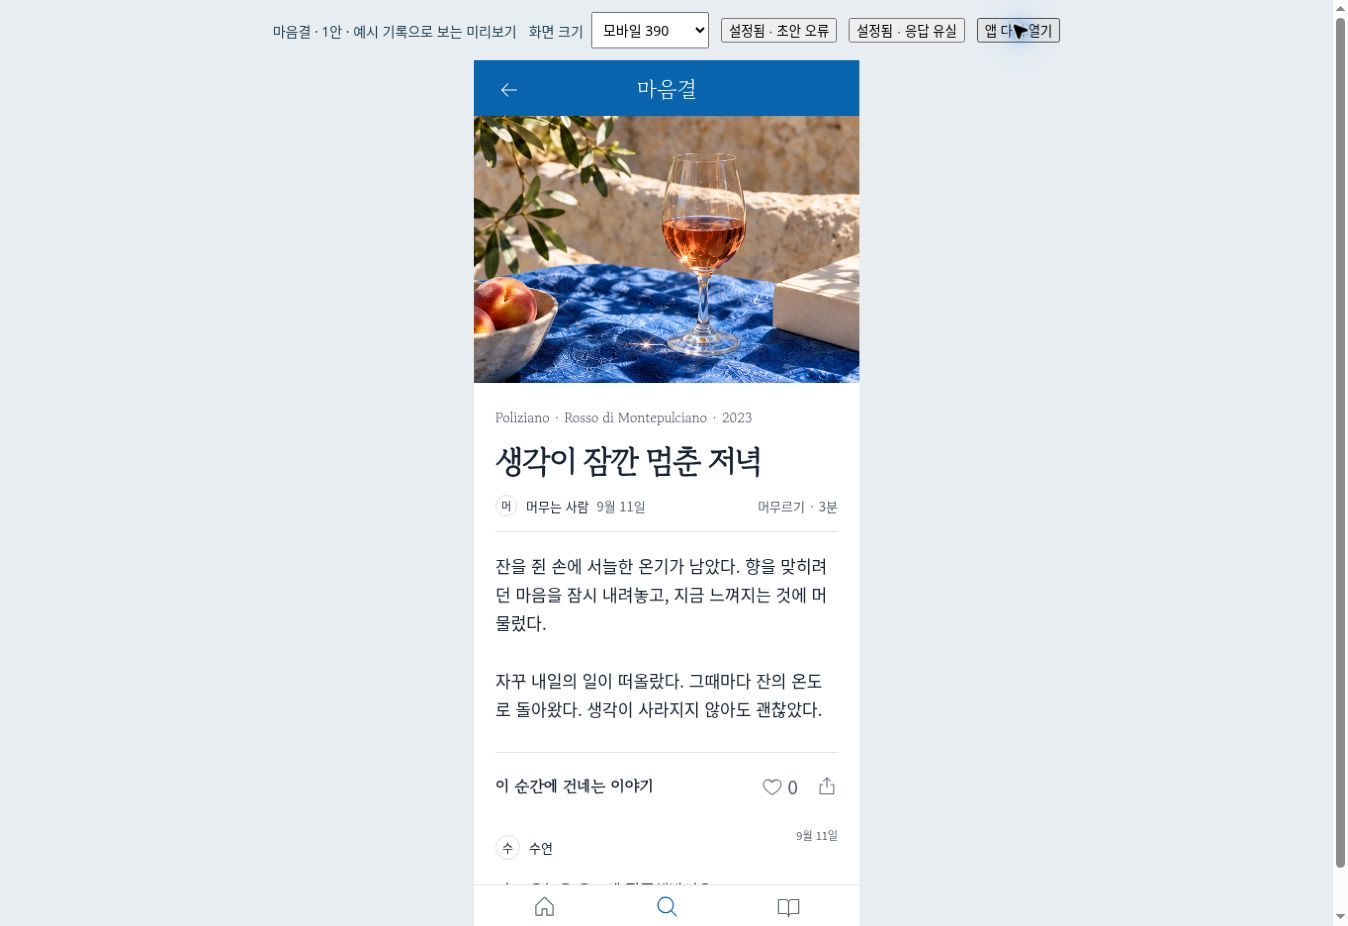 마음결 · 1안 · 예시 기록으로 보는 미리보기 화면 크기 모바일 390 설정됨 · 초안 오류 설정됨 · 응답 유실 앱 다 열기
마음결
Poliziano · Rosso di Montepulciano · 2023
생각이 잠깐 멈춘 저녁
머 머무는 사람 9월 11일 머무르기 · 3분
잔을 쥔 손에 서늘한 온기가 남았다. 향을 맞히려
던 마음을 잠시 내려놓고, 지금 느껴지는 것에 머
물렀다.
자꾸 내일의 일이 떠올랐다. 그때마다 잔의 온도
로 돌아왔다. 생각이 사라지지 않아도 괜찮았다.
이 순간에 건네는 이야기 0
9월 11일
수 수연